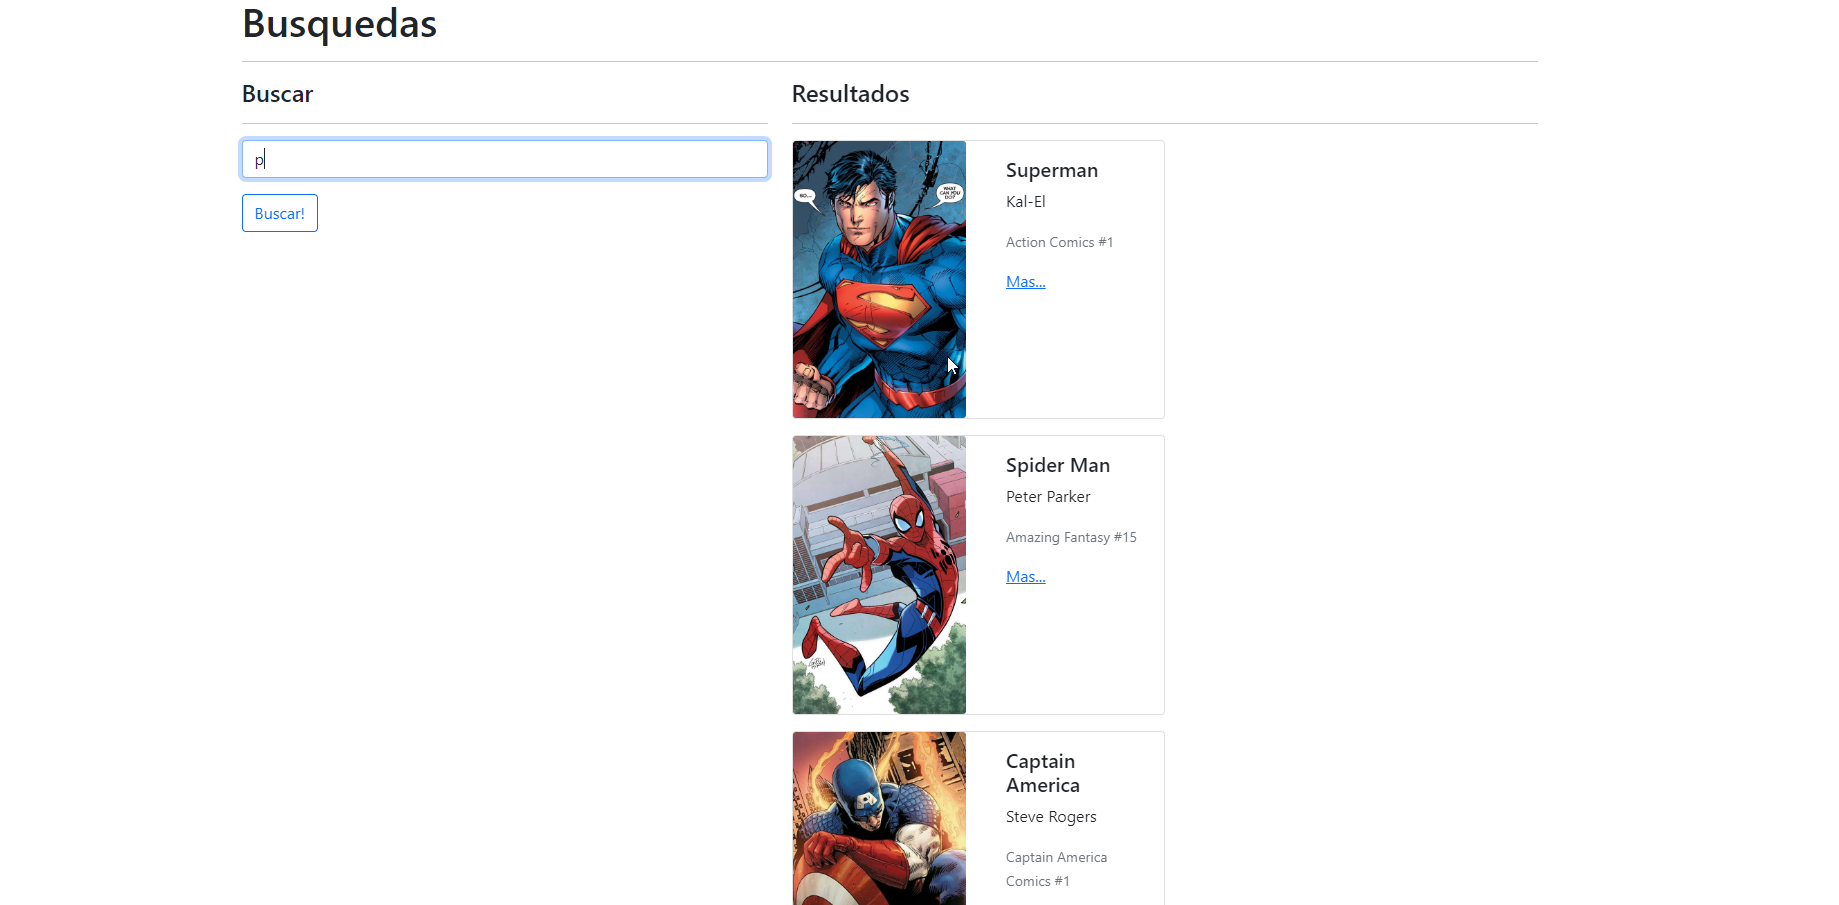 Busquedas
Buscar
p
Buscar!
Resultados
SO...
WHAT
CAN YOU
DO?
Superman
Kal-El
Action Comics #1
Mas...
Spider Man
Peter Parker
Amazing Fantasy #15
Mas...
Captain
America
Steve Rogers
Captain America
Comics #1